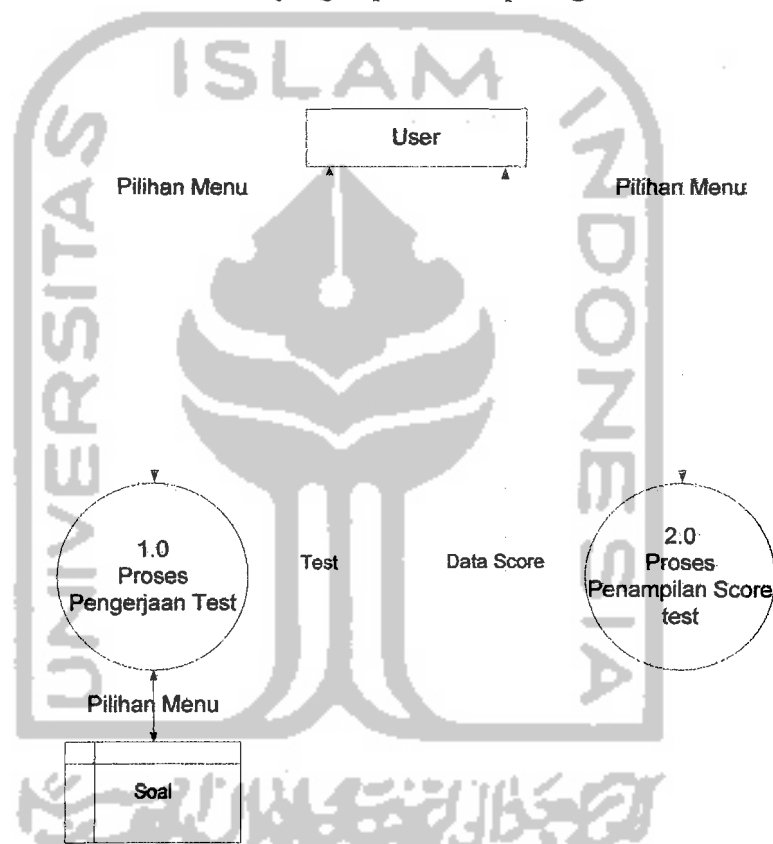 ISLAM
UNIVERSITAS
INDONESIA
User
Pilihan Menu
Pilihan Menu
1.0
Proses
Pengerjaan Test
Test
Data Score
2.0
Proses
Penampilan Score
test
Pilihan Menu
Soal